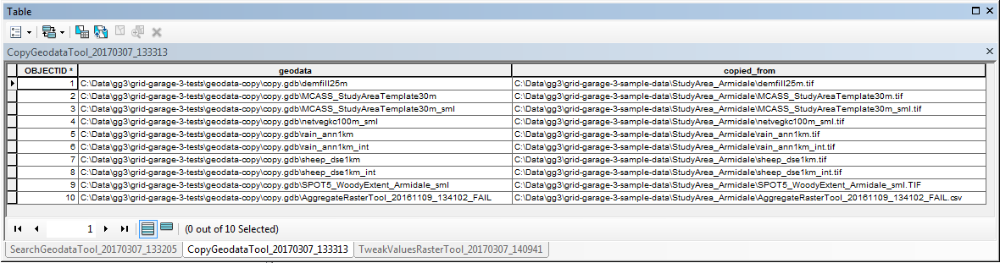 Table
CopyGeodataTool_20170307_133313
OBJECTID * geodata copied_from
1 C:\Data\gg3\grid-garage-3-tests\geodata-copy\copy.gdb\demfill25m C:\Data\gg3\grid-garage-3-sample-data\StudyArea_Armidale\demfill25m.tif
2 C:\Data\gg3\grid-garage-3-tests\geodata-copy\copy.gdb\MCASS_StudyAreaTemplate30m C:\Data\gg3\grid-garage-3-sample-data\StudyArea_Armidale\MCASS_StudyAreaTemplate30m.tif
3 C:\Data\gg3\grid-garage-3-tests\geodata-copy\copy.gdb\MCASS_StudyAreaTemplate30m_sml C:\Data\gg3\grid-garage-3-sample-data\StudyArea_Armidale\MCASS_StudyAreaTemplate30m_sml.tif
4 C:\Data\gg3\grid-garage-3-tests\geodata-copy\copy.gdb\netvegkc100m_sml C:\Data\gg3\grid-garage-3-sample-data\StudyArea_Armidale\netvegkc100m_sml.tif
5 C:\Data\gg3\grid-garage-3-tests\geodata-copy\copy.gdb\rain_ann1km C:\Data\gg3\grid-garage-3-sample-data\StudyArea_Armidale\rain_ann1km.tif
6 C:\Data\gg3\grid-garage-3-tests\geodata-copy\copy.gdb\rain_ann1km_int C:\Data\gg3\grid-garage-3-sample-data\StudyArea_Armidale\rain_ann1km_int.tif
7 C:\Data\gg3\grid-garage-3-tests\geodata-copy\copy.gdb\sheep_dse1km C:\Data\gg3\grid-garage-3-sample-data\StudyArea_Armidale\sheep_dse1km.tif
8 C:\Data\gg3\grid-garage-3-tests\geodata-copy\copy.gdb\sheep_dse1km_int C:\Data\gg3\grid-garage-3-sample-data\StudyArea_Armidale\sheep_dse1km_int.tif
9 C:\Data\gg3\grid-garage-3-tests\geodata-copy\copy.gdb\SPOT5_WoodyExtent_Armidale_sml C:\Data\gg3\grid-garage-3-sample-data\StudyArea_Armidale\SPOT5_WoodyExtent_Armidale_sml.TIF
10 C:\Data\gg3\grid-garage-3-tests\geodata-copy\copy.gdb\AggregateRasterTool_20161109_134102_FAIL C:\Data\gg3\grid-garage-3-sample-data\StudyArea_Armidale\AggregateRasterTool_20161109_134102_FAIL.csv
1 (0 out of 10 Selected)
SearchGeodataTool_20170307_133205 CopyGeodataTool_20170307_133313 TweakValuesRasterTool_20170307_140941